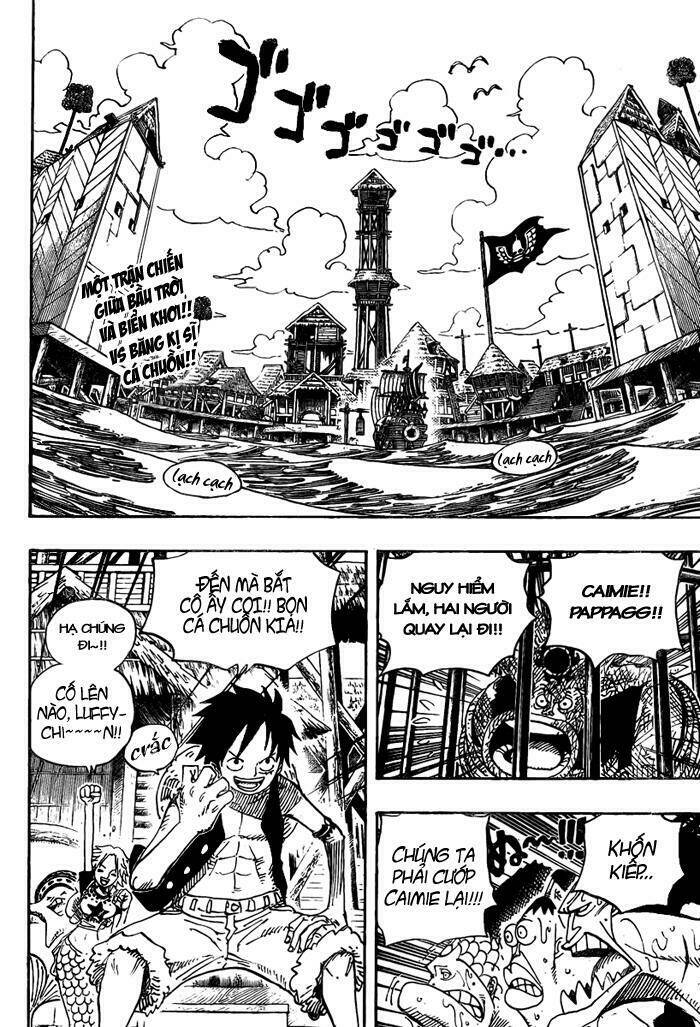 ゴゴゴゴゴゴ...
MỘT TRẬN CHIẾN
GIỮA BẦU TRỜI
VÀ BIỂN KHƠI!!
VS BĂNG KỊ SĨ
CÁ CHUỒN!!
lạch cạch
lạch cạch
CAIMIE!!
PAPPAGG!!
NGUY HIỂM
LẮM, HAI NGƯỜI
QUAY LẠI ĐI!!
ĐẾN MÀ BẮT
CÔ ẤY COI!! BỌN
CÁ CHUỒN KIA!!
HẠ CHÚNG
ĐI~!!
CỐ LÊN
NÀO, LUFFY-
CHI~~~~N!!
CRẮC
KHỐN
KIẾP...
ぬ~~!!!
CHÚNG TA
PHẢI CƯỚP
CAIMIE LẠI!!!